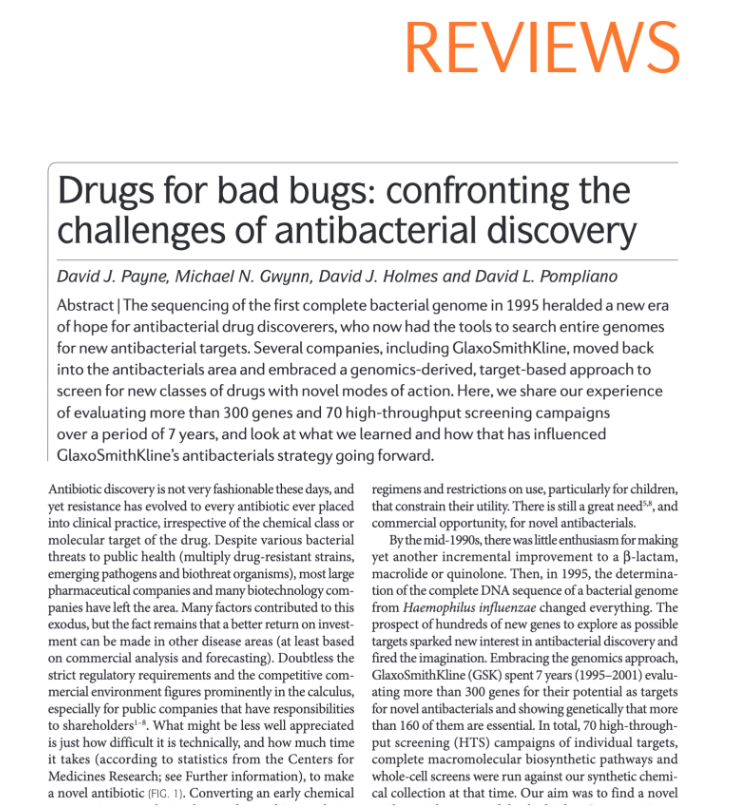 REVIEWS
Drugs for bad bugs: confronting the
challenges of antibacterial discovery
David J. Payne, Michael N. Gwynn, David J. Holmes and David L. Pompliano
Abstract | The sequencing of the first complete bacterial genome in 1995 heralded a new era
of hope for antibacterial drug discoverers, who now had the tools to search entire genomes
for new antibacterial targets. Several companies, including GlaxoSmithKline, moved back
into the antibacterials area and embraced a genomics-derived, target-based approach to
screen for new classes of drugs with novel modes of action. Here, we share our experience
of evaluating more than 300 genes and 70 high-throughput screening campaigns
over a period of 7 years, and look at what we learned and how that has influenced
GlaxoSmithKline's antibacterials strategy going forward.
Antibiotic discovery is not very fashionable these days, and
yet resistance has evolved to every antibiotic ever placed
into clinical practice, irrespective of the chemical class or
molecular target of the drug. Despite various bacterial
threats to public health (multiply drug-resistant strains,
emerging pathogens and biothreat organisms), most large
pharmaceutical companies and many biotechnology com-
panies have left the area. Many factors contributed to this
exodus, but the fact remains that a better return on invest-
ment can be made in other disease areas (at least based
on commercial analysis and forecasting). Doubtless the
strict regulatory requirements and the competitive com-
mercial environment figures prominently in the calculus,
especially for public companies that have responsibilities
to shareholders¹⁻⁸. What might be less well appreciated
is just how difficult it is technically, and how much time
it takes (according to statistics from the Centers for
Medicines Research; see Further information), to make
a novel antibiotic (FIG. 1). Converting an early chemical
regimens and restrictions on use, particularly for children,
that constrain their utility. There is still a great need⁵,⁸, and
commercial opportunity, for novel antibacterials.
By the mid-1990s, there was little enthusiasm for making
yet another incremental improvement to a β-lactam,
macrolide or quinolone. Then, in 1995, the determina-
tion of the complete DNA sequence of a bacterial genome
from Haemophilus influenzae changed everything. The
prospect of hundreds of new genes to explore as possible
targets sparked new interest in antibacterial discovery and
fired the imagination. Embracing the genomics approach,
GlaxoSmithKline (GSK) spent 7 years (1995–2001) evalu-
ating more than 300 genes for their potential as targets
for novel antibacterials and showing genetically that more
than 160 of them are essential. In total, 70 high-through-
put screening (HTS) campaigns of individual targets,
complete macromolecular biosynthetic pathways and
whole-cell screens were run against our synthetic chemi-
cal collection at that time. Our aim was to find a novel